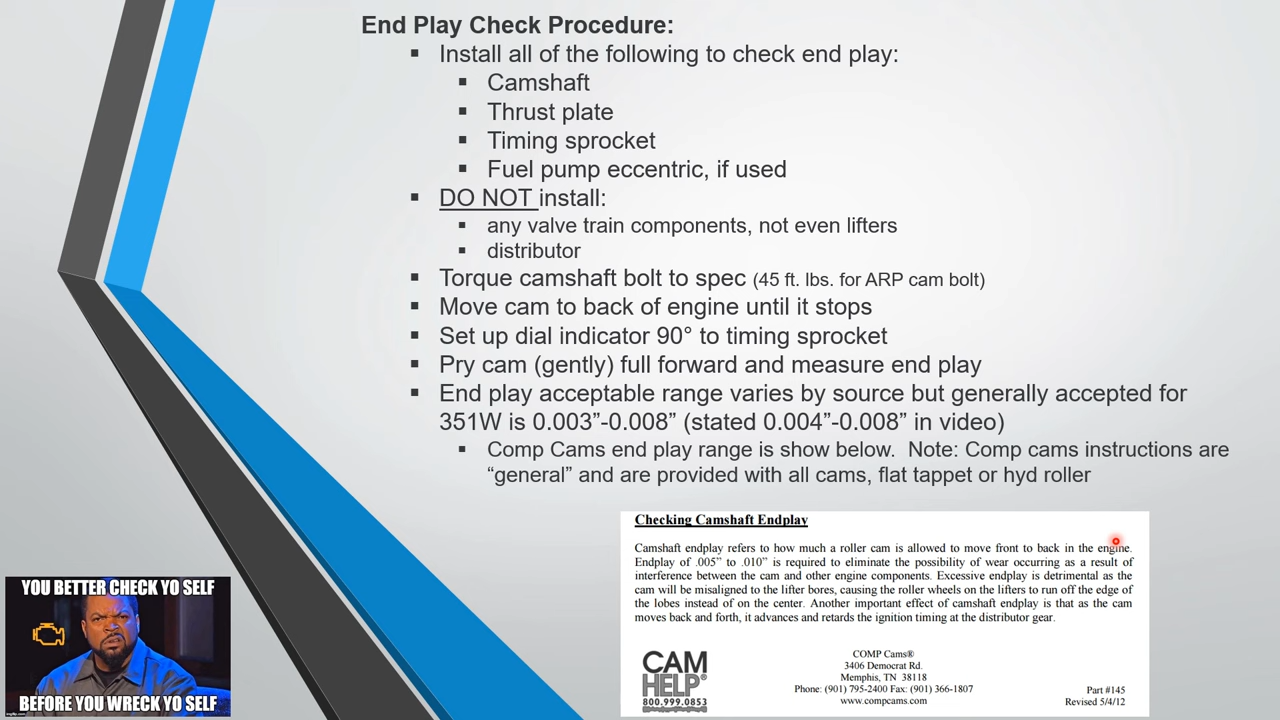 End Play Check Procedure:
▪ Install all of the following to check end play:
▪ Camshaft
▪ Thrust plate
▪ Timing sprocket
▪ Fuel pump eccentric, if used
▪ DO NOT install:
▪ any valve train components, not even lifters
▪ distributor
▪ Torque camshaft bolt to spec (45 ft. lbs. for ARP cam bolt)
▪ Move cam to back of engine until it stops
▪ Set up dial indicator 90° to timing sprocket
▪ Pry cam (gently) full forward and measure end play
▪ End play acceptable range varies by source but generally accepted for
351W is 0.003”-0.008” (stated 0.004”-0.008” in video)
▪ Comp Cams end play range is show below.  Note: Comp cams instructions are
“general” and are provided with all cams, flat tappet or hyd roller
Checking Camshaft Endplay
Camshaft endplay refers to how much a roller cam is allowed to move front to back in the engine.
Endplay of .005” to .010” is required to eliminate the possibility of wear occurring as a result of
interference between the cam and other engine components. Excessive endplay is detrimental as the
cam will be misaligned to the lifter bores, causing the roller wheels on the lifters to run off the edge of
the lobes instead of on the center. Another important effect of camshaft endplay is that as the cam
moves back and forth, it advances and retards the ignition timing at the distributor gear.
CAM
HELP®
800.999.0853
COMP Cams®
3406 Democrat Rd.
Memphis, TN 38118
Phone: (901) 795-2400 Fax: (901) 366-1807
www.compcams.com
Part #145
Revised 5/4/12
YOU BETTER CHECK YO SELF
BEFORE YOU WRECK YO SELF
imgflip.com